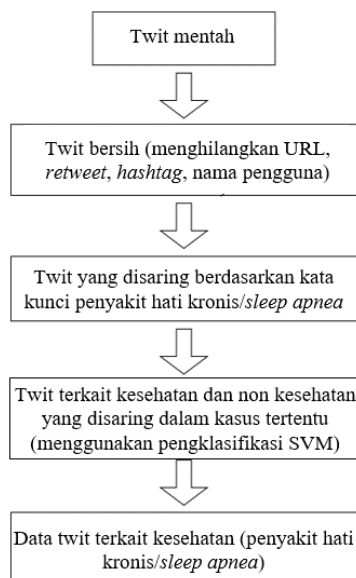 Twit mentah
Twit bersih (menghilangkan URL,
retweet, hashtag, nama pengguna)
Twit yang disaring berdasarkan kata
kunci penyakit hati kronis/sleep apnea
Twit terkait kesehatan dan non kesehatan
yang disaring dalam kasus tertentu
(menggunakan pengklasifikasi SVM)
Data twit terkait kesehatan (penyakit hati
kronis/sleep apnea)